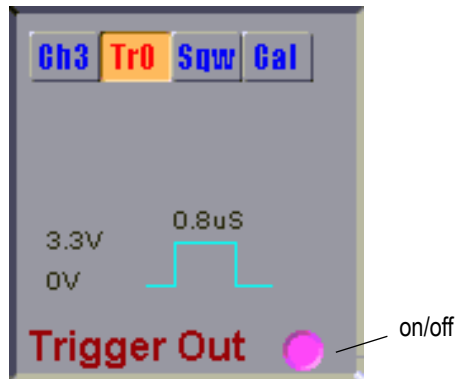 Ch3 Tr0 Sqw Cal
0.8uS
3.3V
0V
Trigger Out
on/off